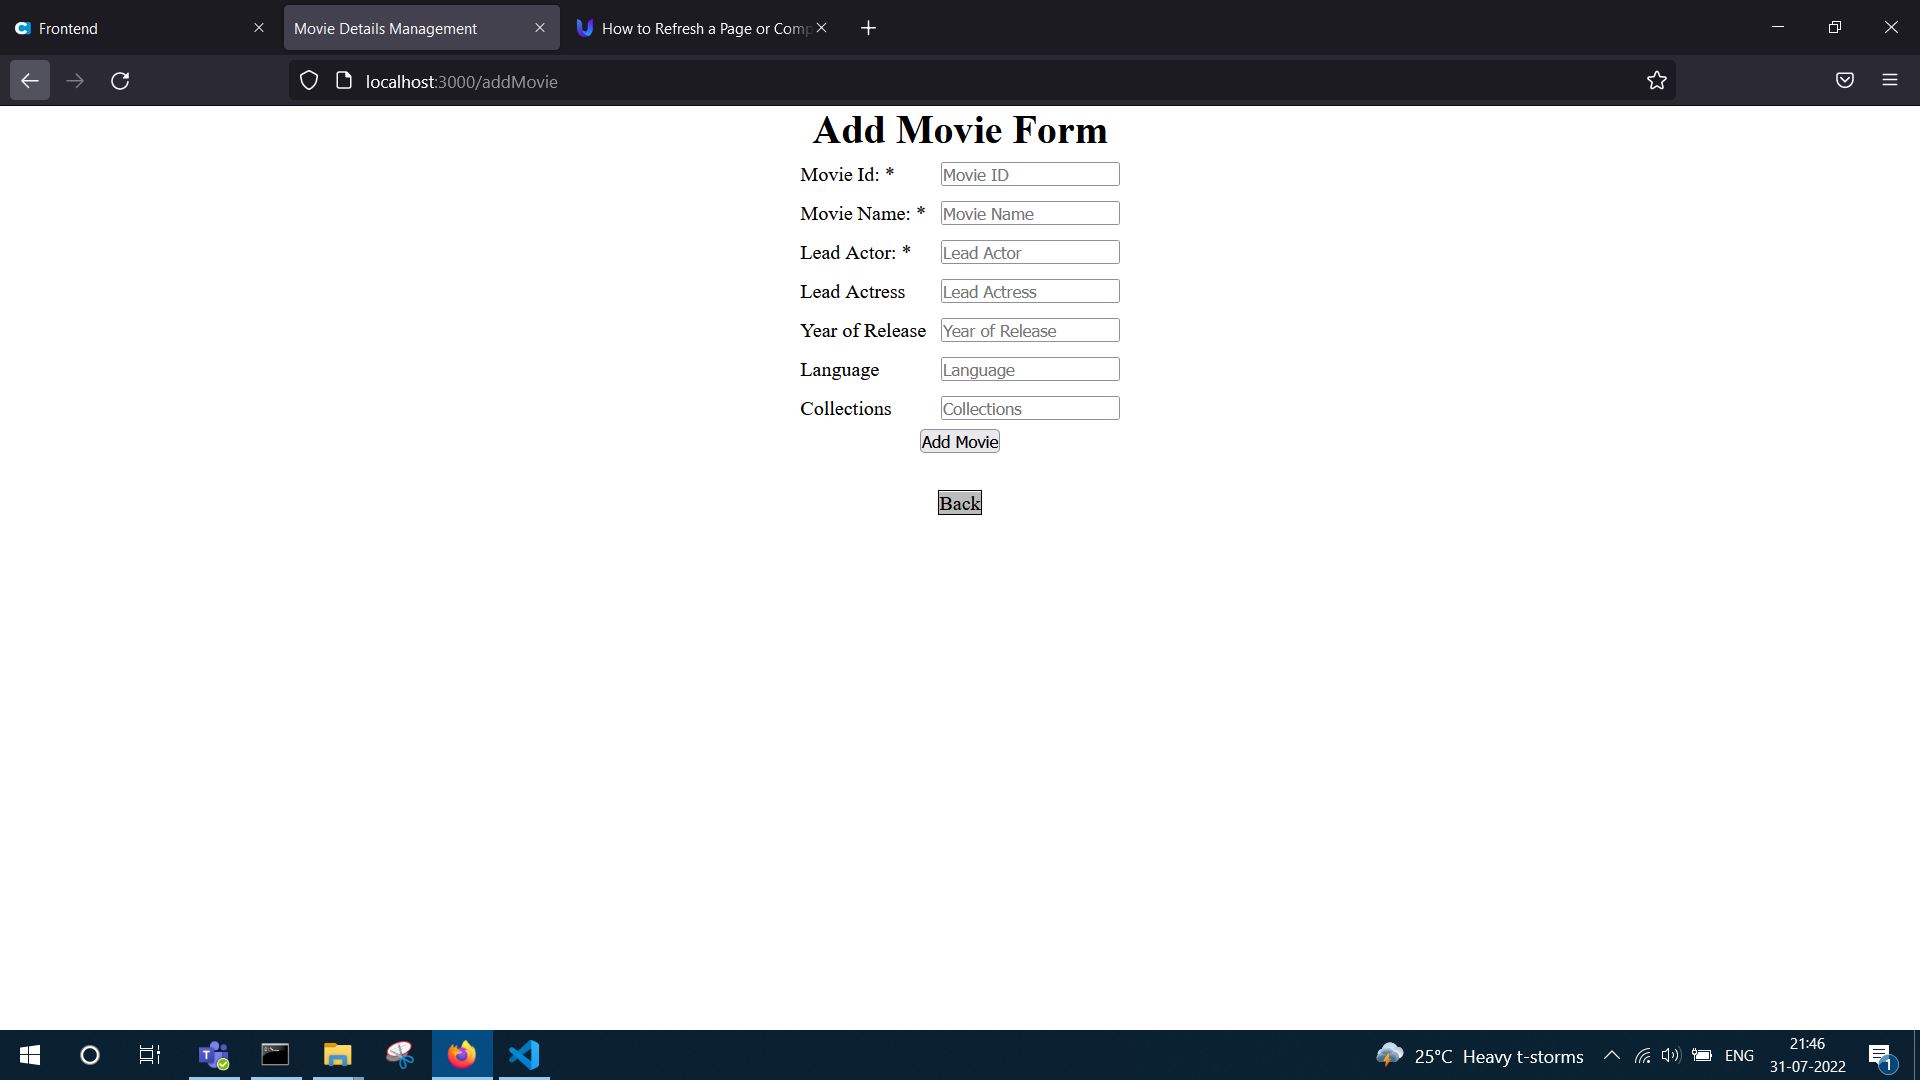 Frontend
Movie Details Management
How to Refresh a Page or Comp
localhost:3000/addMovie
Add Movie Form
Movie Id: * Movie ID
Movie Name: * Movie Name
Lead Actor: * Lead Actor
Lead Actress Lead Actress
Year of Release Year of Release
Language Language
Collections Collections
Add Movie
Back
25°C Heavy t-storms
ENG
21:46
31-07-2022
1